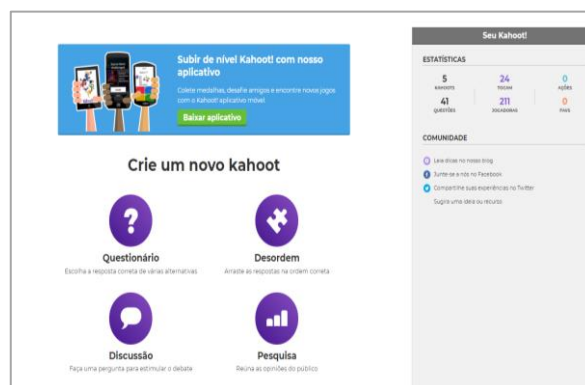 Subir de nível Kahoot! com nosso
aplicativo
Colete medalhas, desafie amigos e encontre novos jogos
com o Kahoot! aplicativo móvel
Baixar aplicativo
Crie um novo kahoot
Questionário
Escolha a resposta correta de várias alternativas
Desordem
Arraste as respostas na ordem correta
Discussão
Faça uma pergunta para estimular o debate
Pesquisa
Reúna as opiniões do público
Seu Kahoot!
ESTATÍSTICAS
5 24 0
KAHOOTS TOCAM AÇÕES
41 211 0
QUESTÕES JOGADORAS FAVS
COMUNIDADE
Leia dicas no nosso blog
Junte-se a nós no Facebook
Compartilhe suas experiências no Twitter
Sugira uma ideia ou recurso